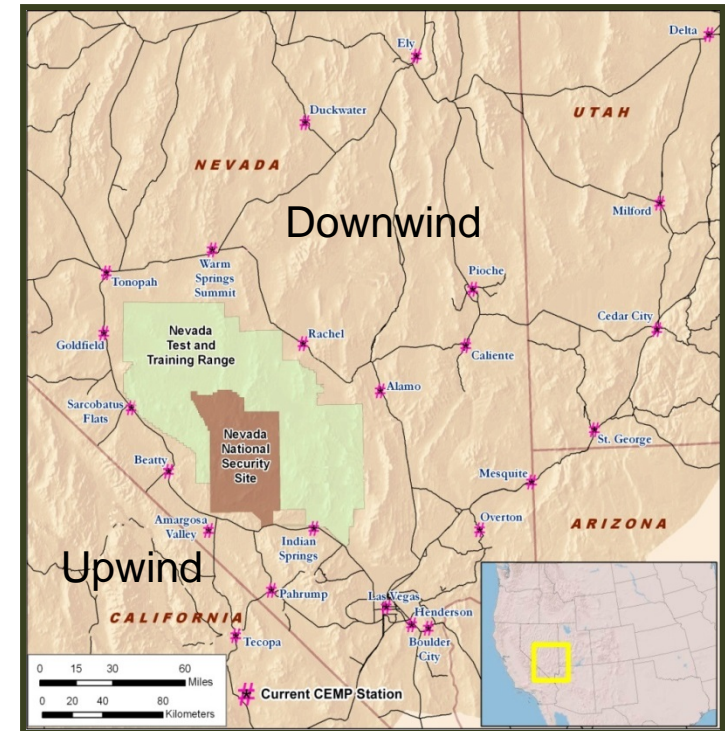 Delta
Ely
Duckwater
UTAH
NEVADA
Milford
Downwind
Warm
Springs
Summit
Tonopah
Pioche
Cedar City
Nevada
Test and
Training Range
Goldfield
Rachel
Caliente
Alamo
Sarcobatus
Flats
St. George
Nevada
National
Security
Site
Beatty
Mesquite
Amargosa
Valley
Indian
Springs
Overton
ARIZONA
Upwind
Pahrump
Las Vegas
Henderson
Boulder
City
CALIFORNIA
Tecopa
0 15 30 60
Miles
0 20 40 80
Kilometers
Current CEMP Station